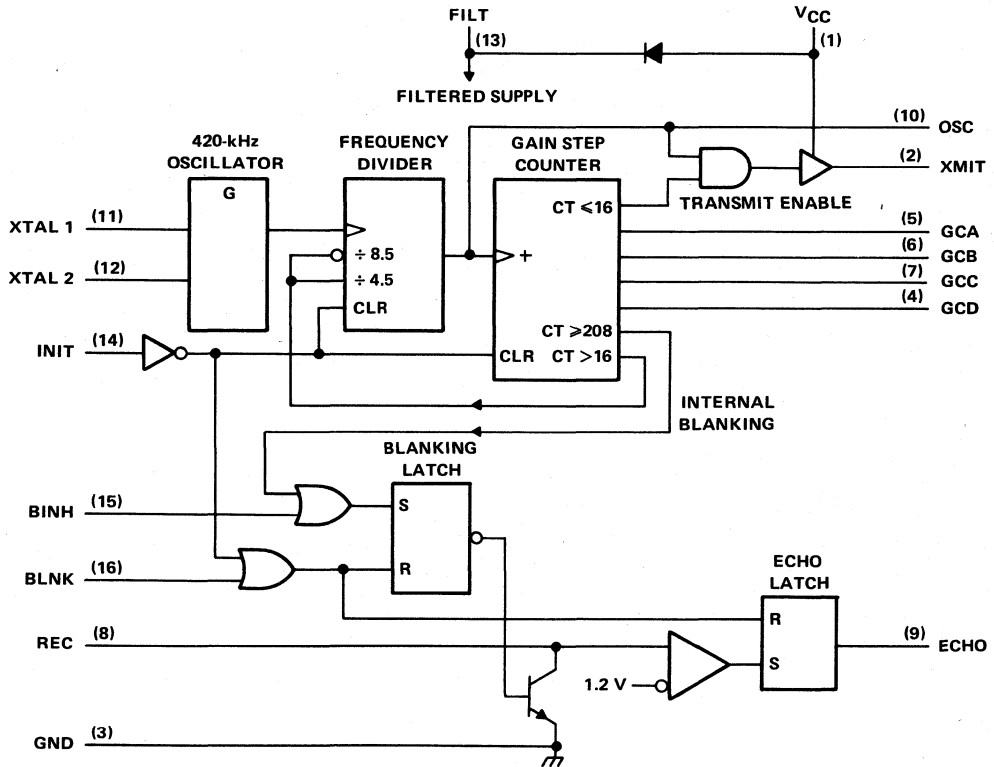 FILT
(13)
VCC
(1)
FILTERED SUPPLY
420-kHz
OSCILLATOR
FREQUENCY
DIVIDER
GAIN STEP
COUNTER
(10) OSC
(2) XMIT
TRANSMIT ENABLE
G
CT ≤16
XTAL 1 (11)
(5) GCA
÷ 8.5
+
(6) GCB
XTAL 2 (12)
÷ 4.5
(7) GCC
CLR
(4) GCD
CT ≥208
INIT (14)
CLR
CT >16
INTERNAL
BLANKING
BLANKING
LATCH
BINH (15)
S
BLNK (16)
R
ECHO
LATCH
R
REC (8)
(9) ECHO
S
1.2 V
GND (3)